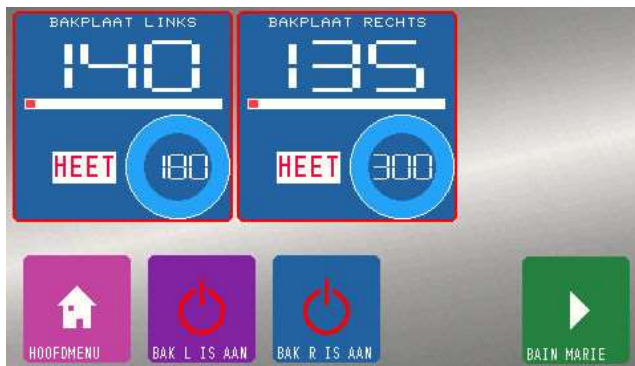 BAKPLAAT LINKS
140
HEET
180
BAKPLAAT RECHTS
135
HEET
300
HOOFDMENU
BAK L IS AAN
BAK R IS AAN
BAIN MARIE